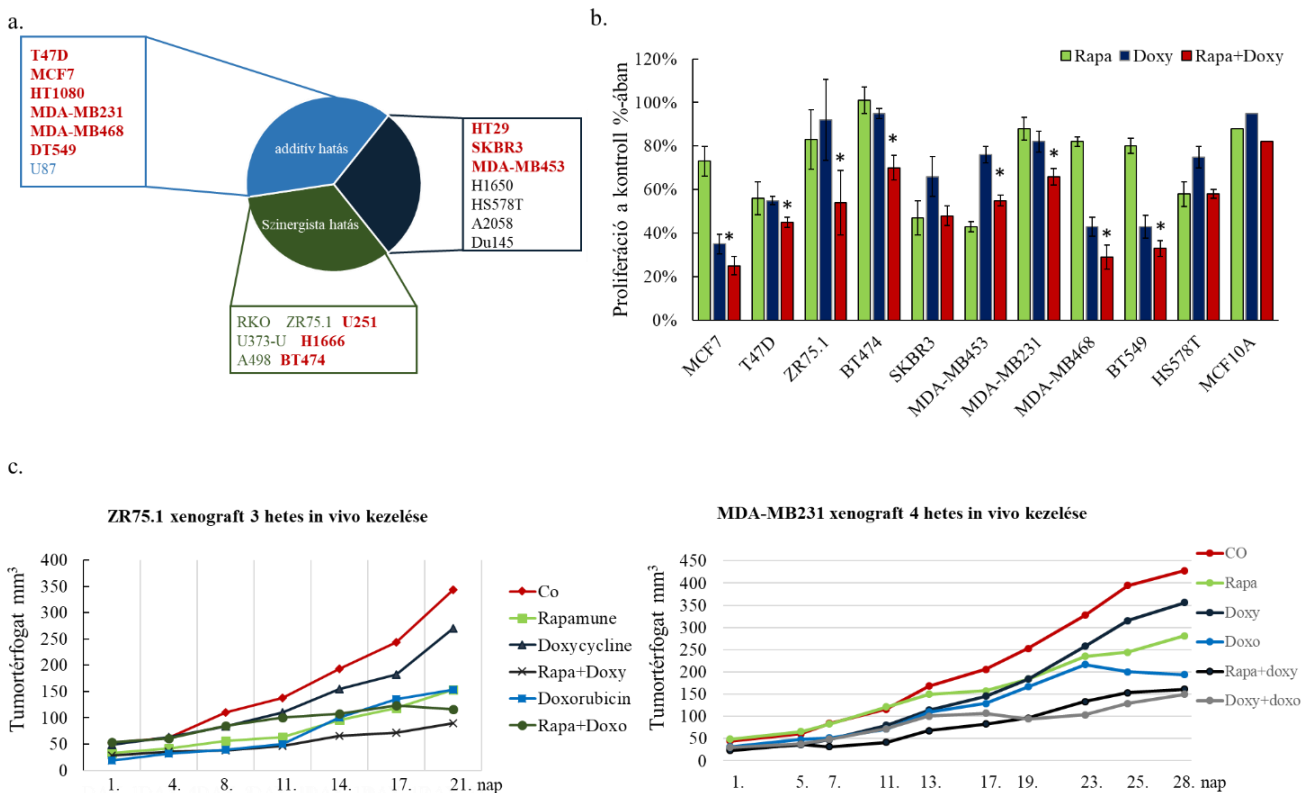 a.
T47D
MCF7
HT1080
MDA-MB231
MDA-MB468
DT549
U87
additív hatás
Szinergista hatás
HT29
SKBR3
MDA-MB453
H1650
HS578T
A2058
Du145
RKO ZR75.1 U251
U373-U H1666
A498 BT474
b.
Rapa Doxy Rapa+Doxy
Proliferáció a kontroll %-ában
120%
100%
80%
60%
40%
20%
0%
* * * * * * * *
MCF7 T47D ZR75.1 BT474 SKBR3 MDA-MB453 MDA-MB231 MDA-MB468 BT549 HS578T MCF10A
c.
ZR75.1 xenograft 3 hetes in vivo kezelése
Tumortérfogat mm³
400
350
300
250
200
150
100
50
0
1. 4. 8. 11. 14. 17. 21. nap
Co
Rapamune
Doxycycline
Rapa+Doxy
Doxorubicin
Rapa+Doxo
MDA-MB231 xenograft 4 hetes in vivo kezelése
Tumortérfogat mm³
450
400
350
300
250
200
150
100
50
0
1. 5. 7. 11. 13. 17. 19. 23. 25. 28. nap
CO
Rapa
Doxy
Doxo
Rapa+doxy
Doxy+doxo